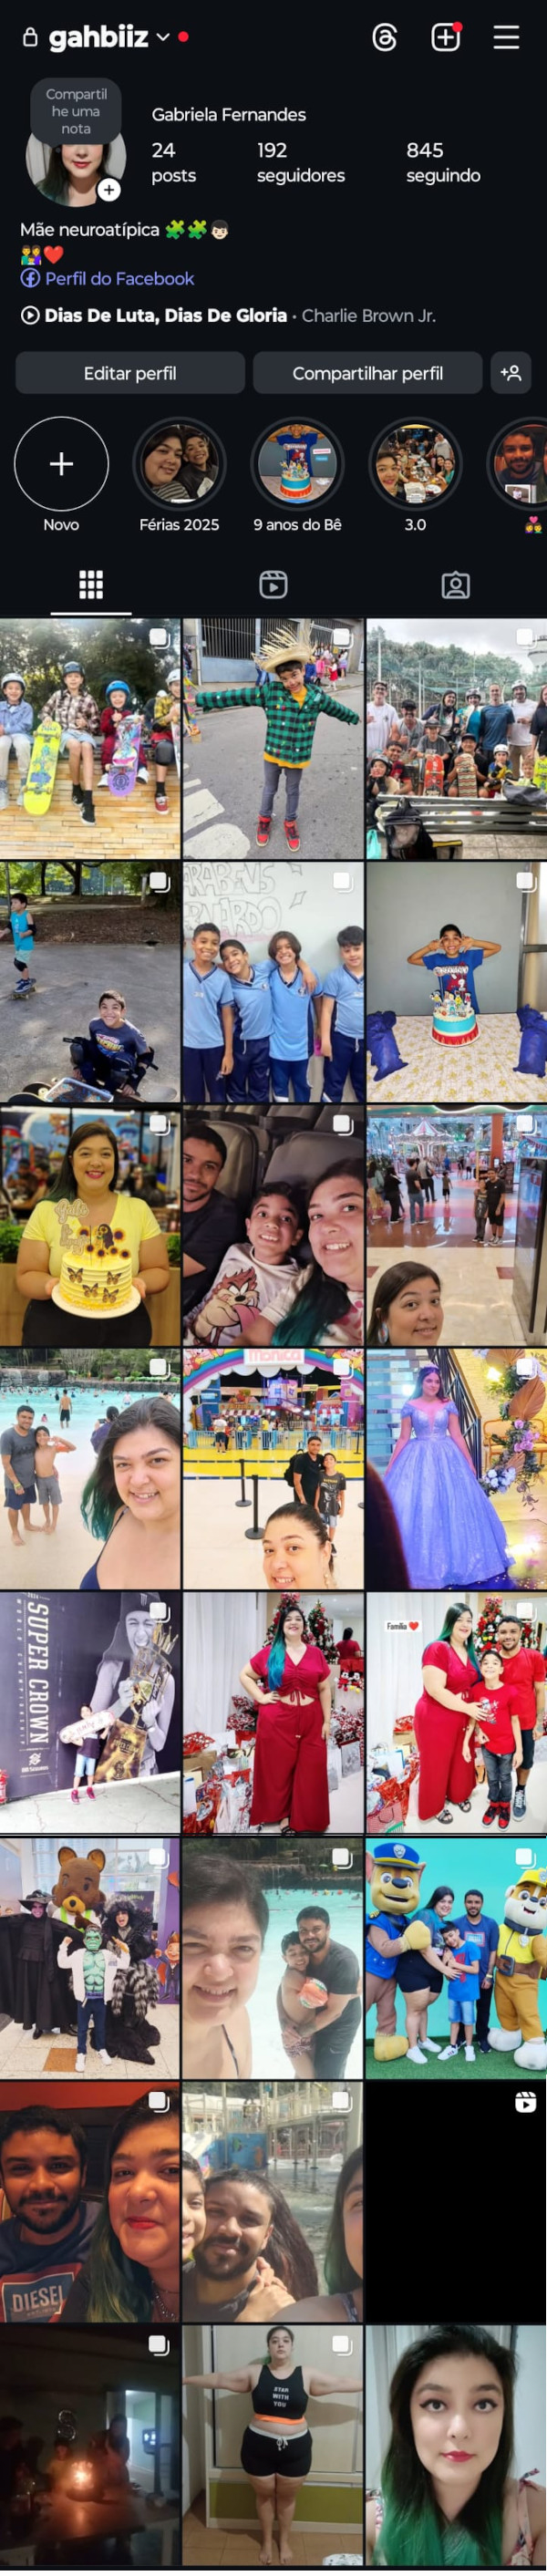 gahbiiz
Compartil
he uma
nota
Gabriela Fernandes
24
posts
192
seguidores
845
seguindo
Mãe neuroatípica 🧩🧩👦🏻
👨‍👩‍👦❤️
Perfil do Facebook
Dias De Luta, Dias De Gloria • Charlie Brown Jr.
Editar perfil
Compartilhar perfil
Novo
Férias 2025
9 anos do Bê
3.0
👩‍❤️‍👨
SUPER CROWN
Família ❤️
DIESEL
STAR
WITH
YOU